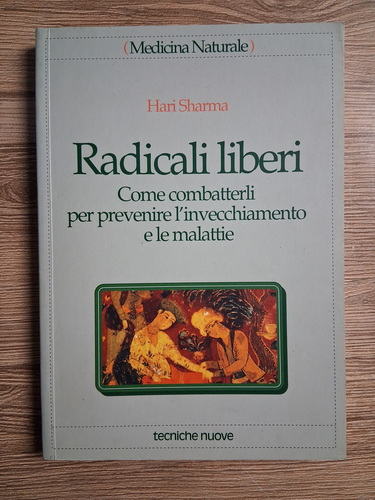 (Medicina Naturale)
Hari Sharma
Radicali liberi
Come combatterli
per prevenire l'invecchiamento
e le malattie
tecniche nuove